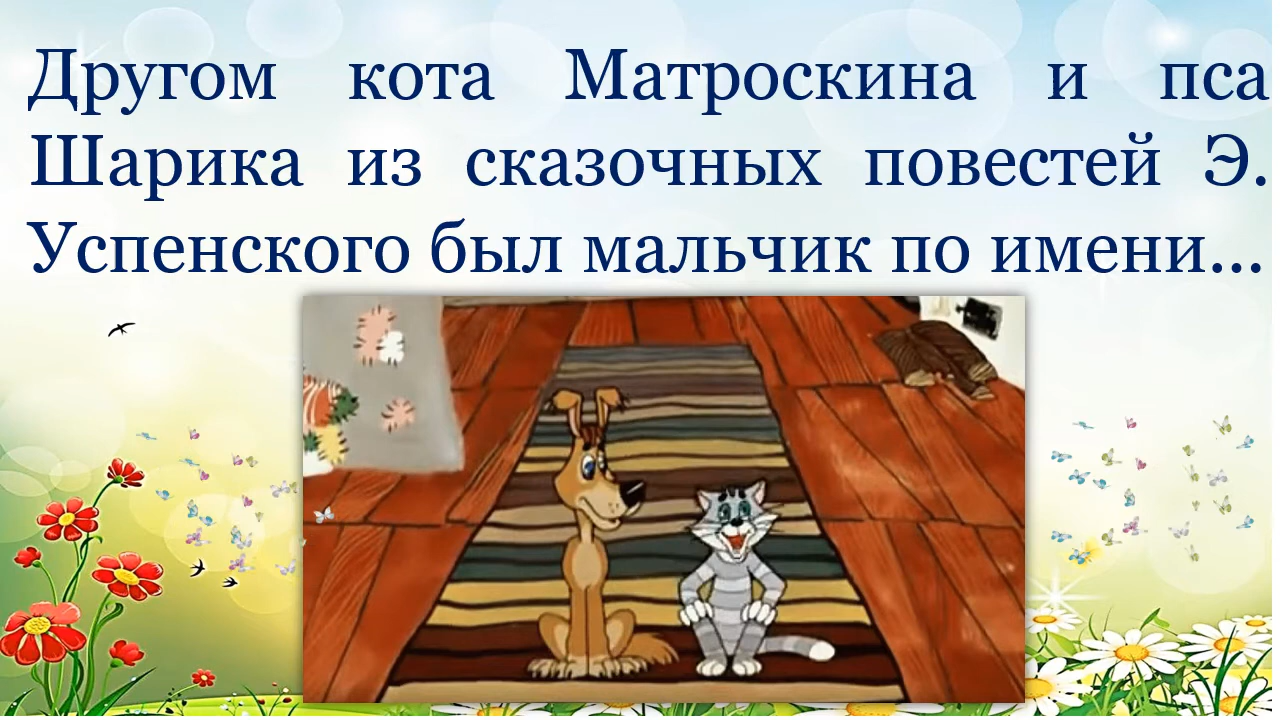 Другом кота Матроскина и пса
Шарика из сказочных повестей Э.
Успенского был мальчик по имени...